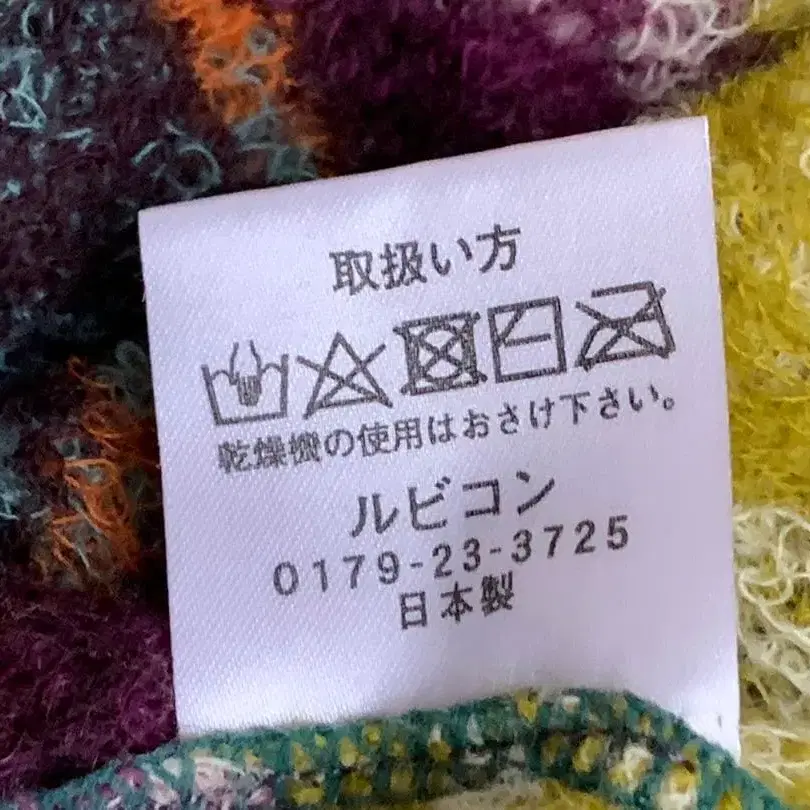 取扱い方
乾燥機の使用はおさけ下さい。
ルビコン
0179-23-3725
日本製